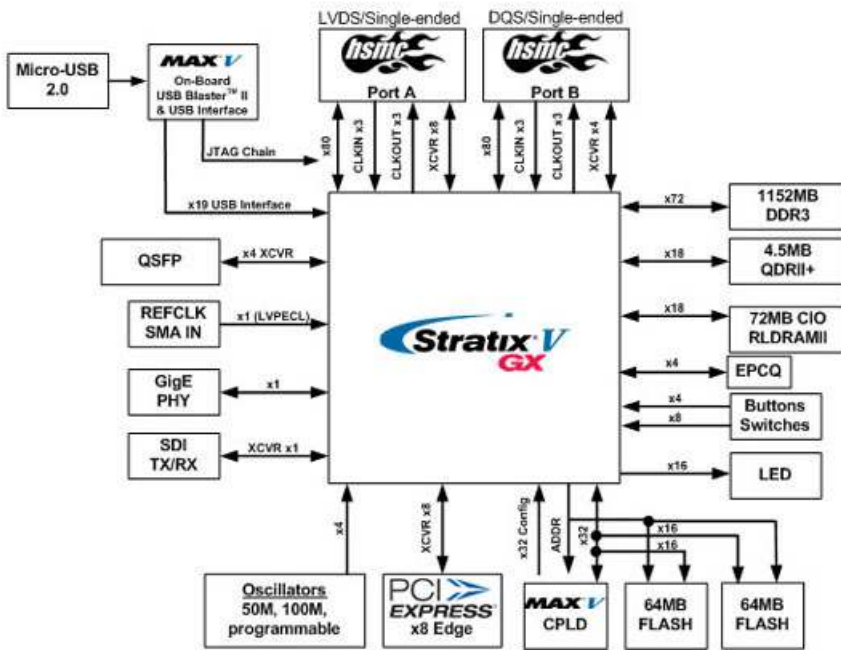 LVDS/Single-ended
DQS/Single-ended
Micro-USB
2.0
MAX V
On-Board
USB Blaster™ II
& USB Interface
hsmc
Port A
hsmc
Port B
x80
CLKIN x3
CLKOUT x3
XCVR x8
x80
CLKIN x3
CLKOUT x3
XCVR x4
JTAG Chain
x19 USB Interface
x72
1152MB
DDR3
QSFP
x4 XCVR
x18
4.5MB
QDRII+
REFCLK
SMA IN
x1 (LVPECL)
Stratix V
GX
x18
72MB CIO
RLDRAMII
x4
EPCQ
GigE
PHY
x1
x4
x8
Buttons
Switches
SDI
TX/RX
XCVR x1
x16
LED
x4
XCVR x8
x32 Config
ADDR
x32
x16
x16
Oscillators
50M, 100M,
programmable
PCI
EXPRESS
x8 Edge
MAX V
CPLD
64MB
FLASH
64MB
FLASH